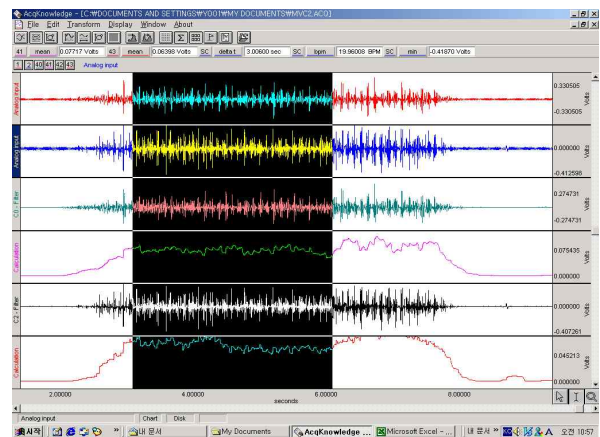 AcqKnowledge - [C:₩DOCUMENTS AND SETTINGS₩Y001₩MY DOCUMENTS₩MVC2.ACQ]
File Edit Transform Display Window About
41 mean 0.07717 Volts 43 mean 0.06398 Volts SC delta t 3.00600 sec SC bpm 19.96008 BPM SC min -0.41870 Volts
1 2 40 41 42 43 Analog input
Analog input
0.330505
-0.330505
Volts
Analog input
0.000000
-0.412598
Volts
C0 - Filter
0.274731
-0.274731
Volts
Calculation
0.075435
0.000000
Volts
C2 - Filter
0.000000
-0.407261
Volts
Calculation
0.045213
0.000000
Volts
2.00000 4.00000 6.00000 8.00000
seconds
Analog input Chart Disk
시작 내 문서 My Documents AcqKnowledge ... Microsoft Excel - ... 내 문서 A 오전 10:57